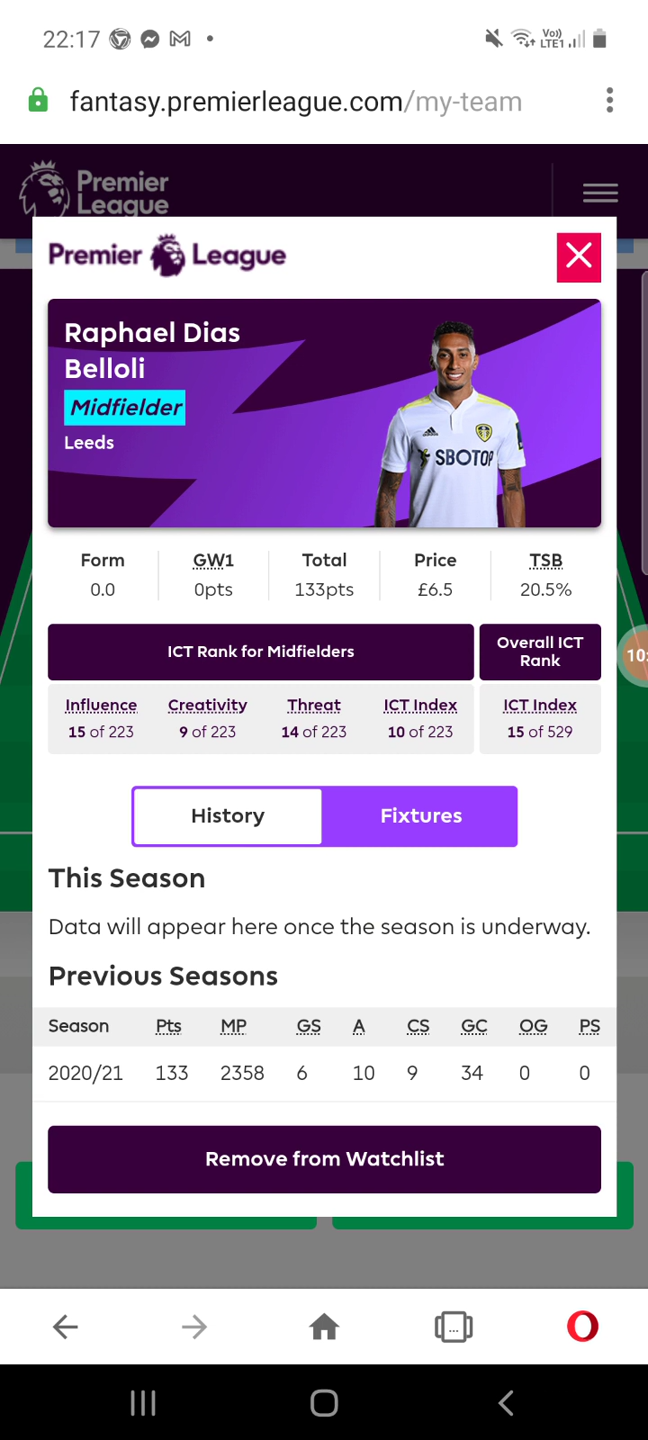 22:17
Vo))
LTE1
fantasy.premierleague.com/my-team
Premier
League
Premier League
Raphael Dias
Belloli
Midfielder
Leeds
SBOTOP
Form GW1 Total Price TSB
0.0 0pts 133pts £6.5 20.5%
ICT Rank for Midfielders
Overall ICT
Rank
Influence Creativity Threat ICT Index ICT Index
15 of 223 9 of 223 14 of 223 10 of 223 15 of 529
10:
History Fixtures
This Season
Data will appear here once the season is underway.
Previous Seasons
Season Pts MP GS A CS GC OG PS
2020/21 133 2358 6 10 9 34 0 0
Remove from Watchlist